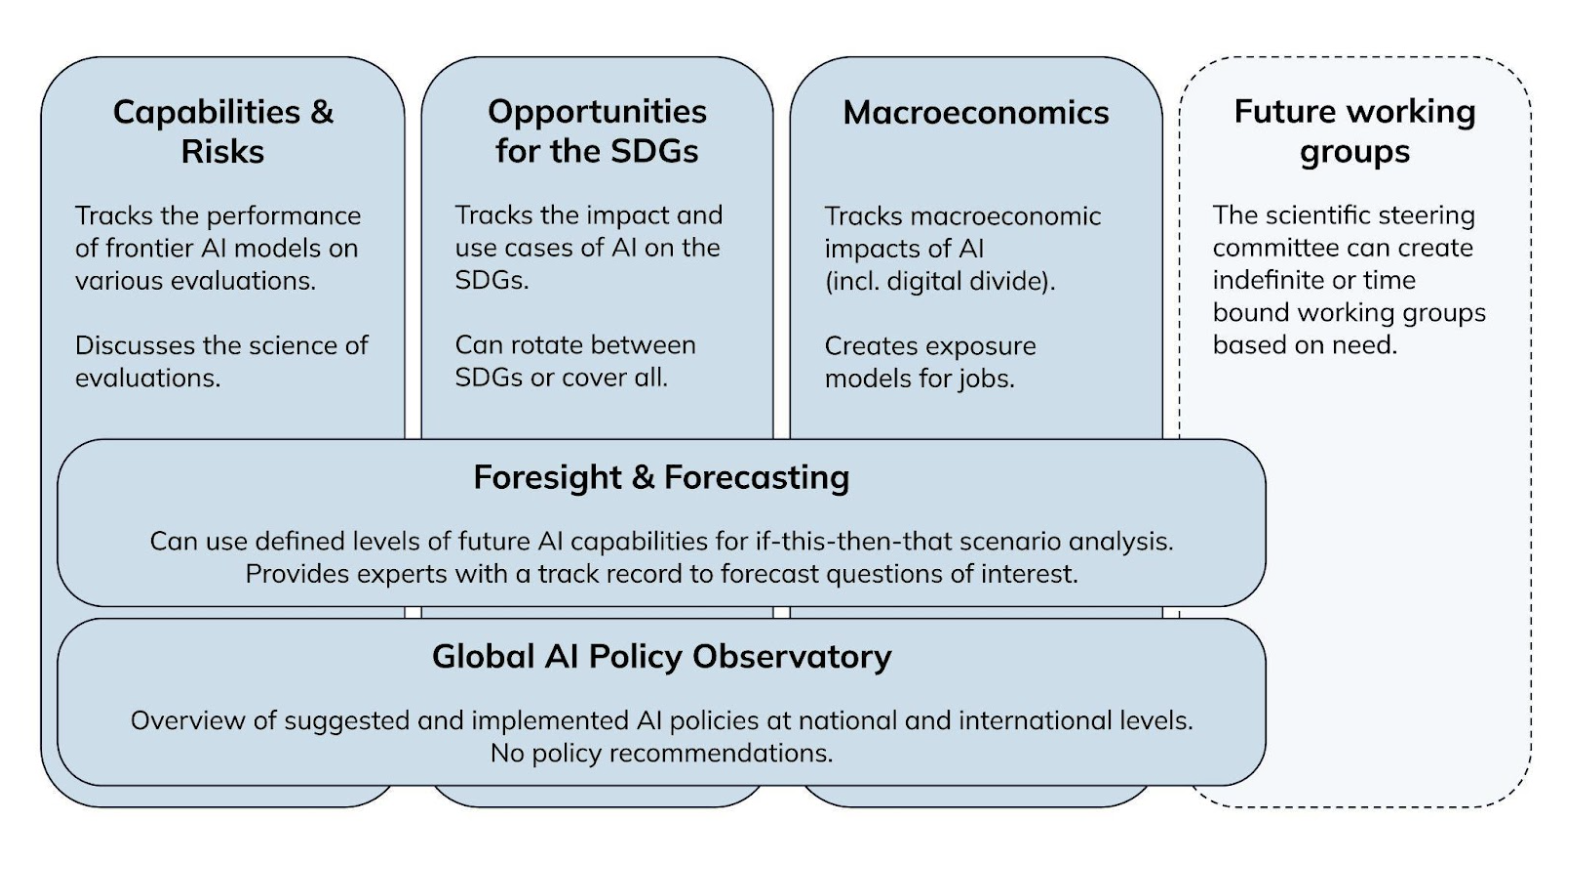 Capabilities &
Risks
Tracks the performance
of frontier AI models on
various evaluations.
Discusses the science of
evaluations.
Opportunities
for the SDGs
Tracks the impact and
use cases of AI on the
SDGs.
Can rotate between
SDGs or cover all.
Macroeconomics
Tracks macroeconomic
impacts of AI
(incl. digital divide).
Creates exposure
models for jobs.
Future working
groups
The scientific steering
committee can create
indefinite or time
bound working groups
based on need.
Foresight & Forecasting
Can use defined levels of future AI capabilities for if-this-then-that scenario analysis.
Provides experts with a track record to forecast questions of interest.
Global AI Policy Observatory
Overview of suggested and implemented AI policies at national and international levels.
No policy recommendations.